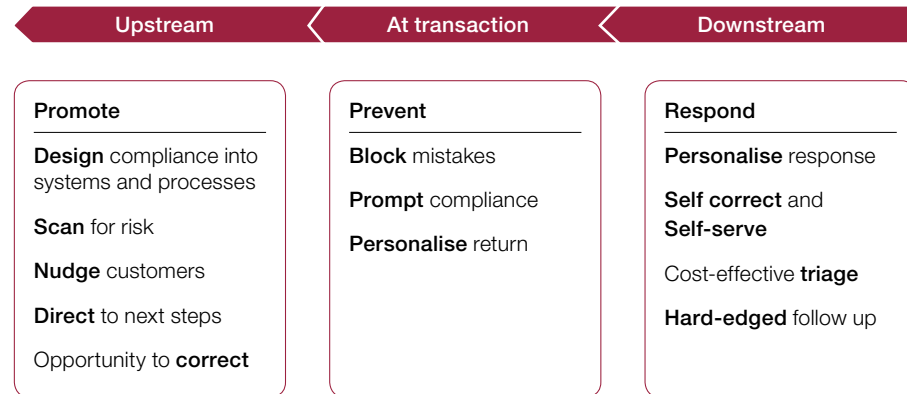 Upstream
At transaction
Downstream
Promote
Design compliance into
systems and processes
Scan for risk
Nudge customers
Direct to next steps
Opportunity to correct
Prevent
Block mistakes
Prompt compliance
Personalise return
Respond
Personalise response
Self correct and
Self-serve
Cost-effective triage
Hard-edged follow up